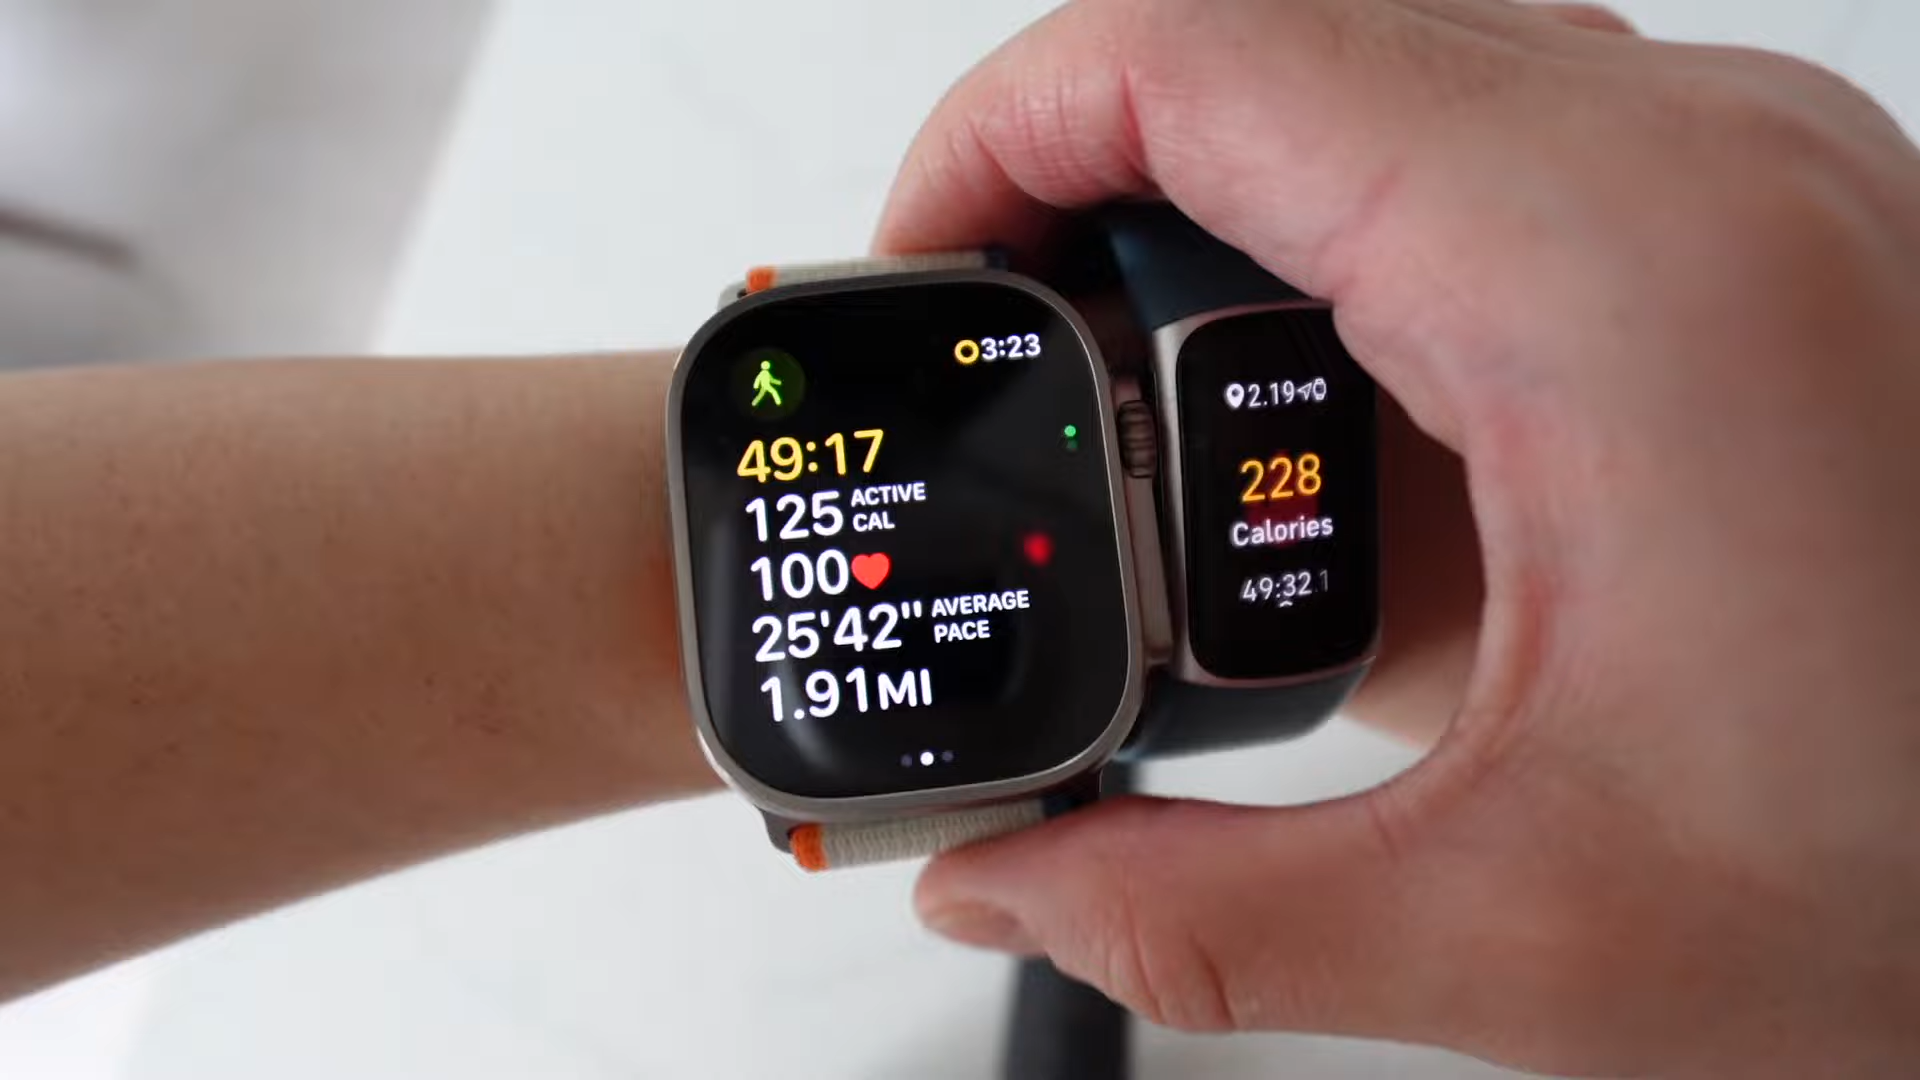 3:23
49:17
125 ACTIVE CAL
100
25'42" AVERAGE PACE
1.91MI
2.19
228
Calories
49:32.1